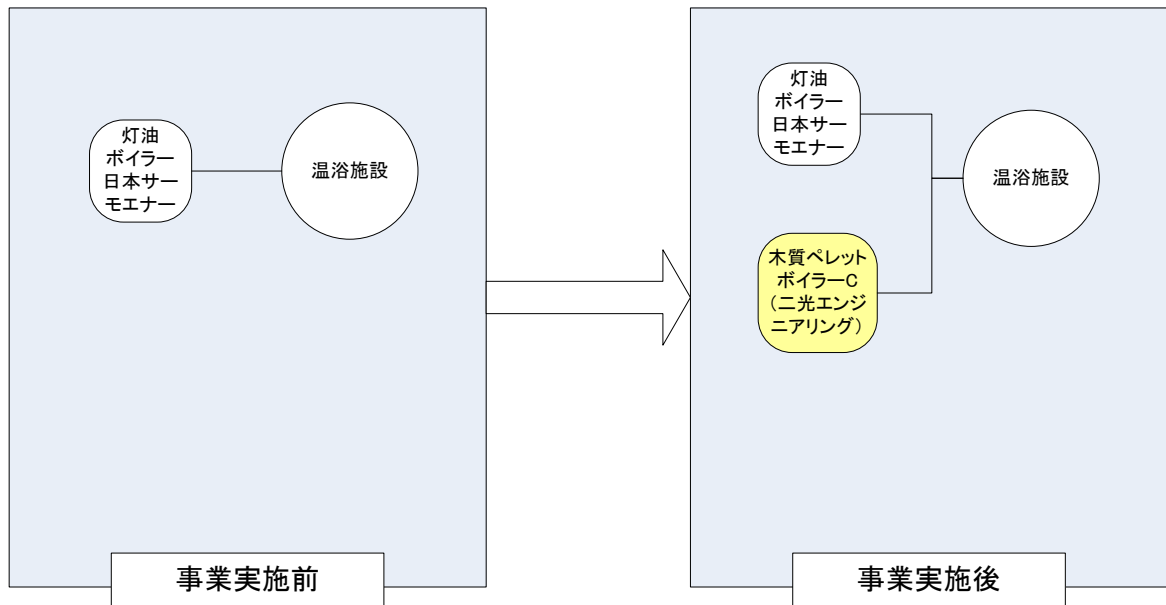 灯油
ボイラー
日本サー
モエナー
温浴施設
事業実施前
灯油
ボイラー
日本サー
モエナー
温浴施設
木質ペレット
ボイラーC
（二光エンジ
ニアリング）
事業実施後